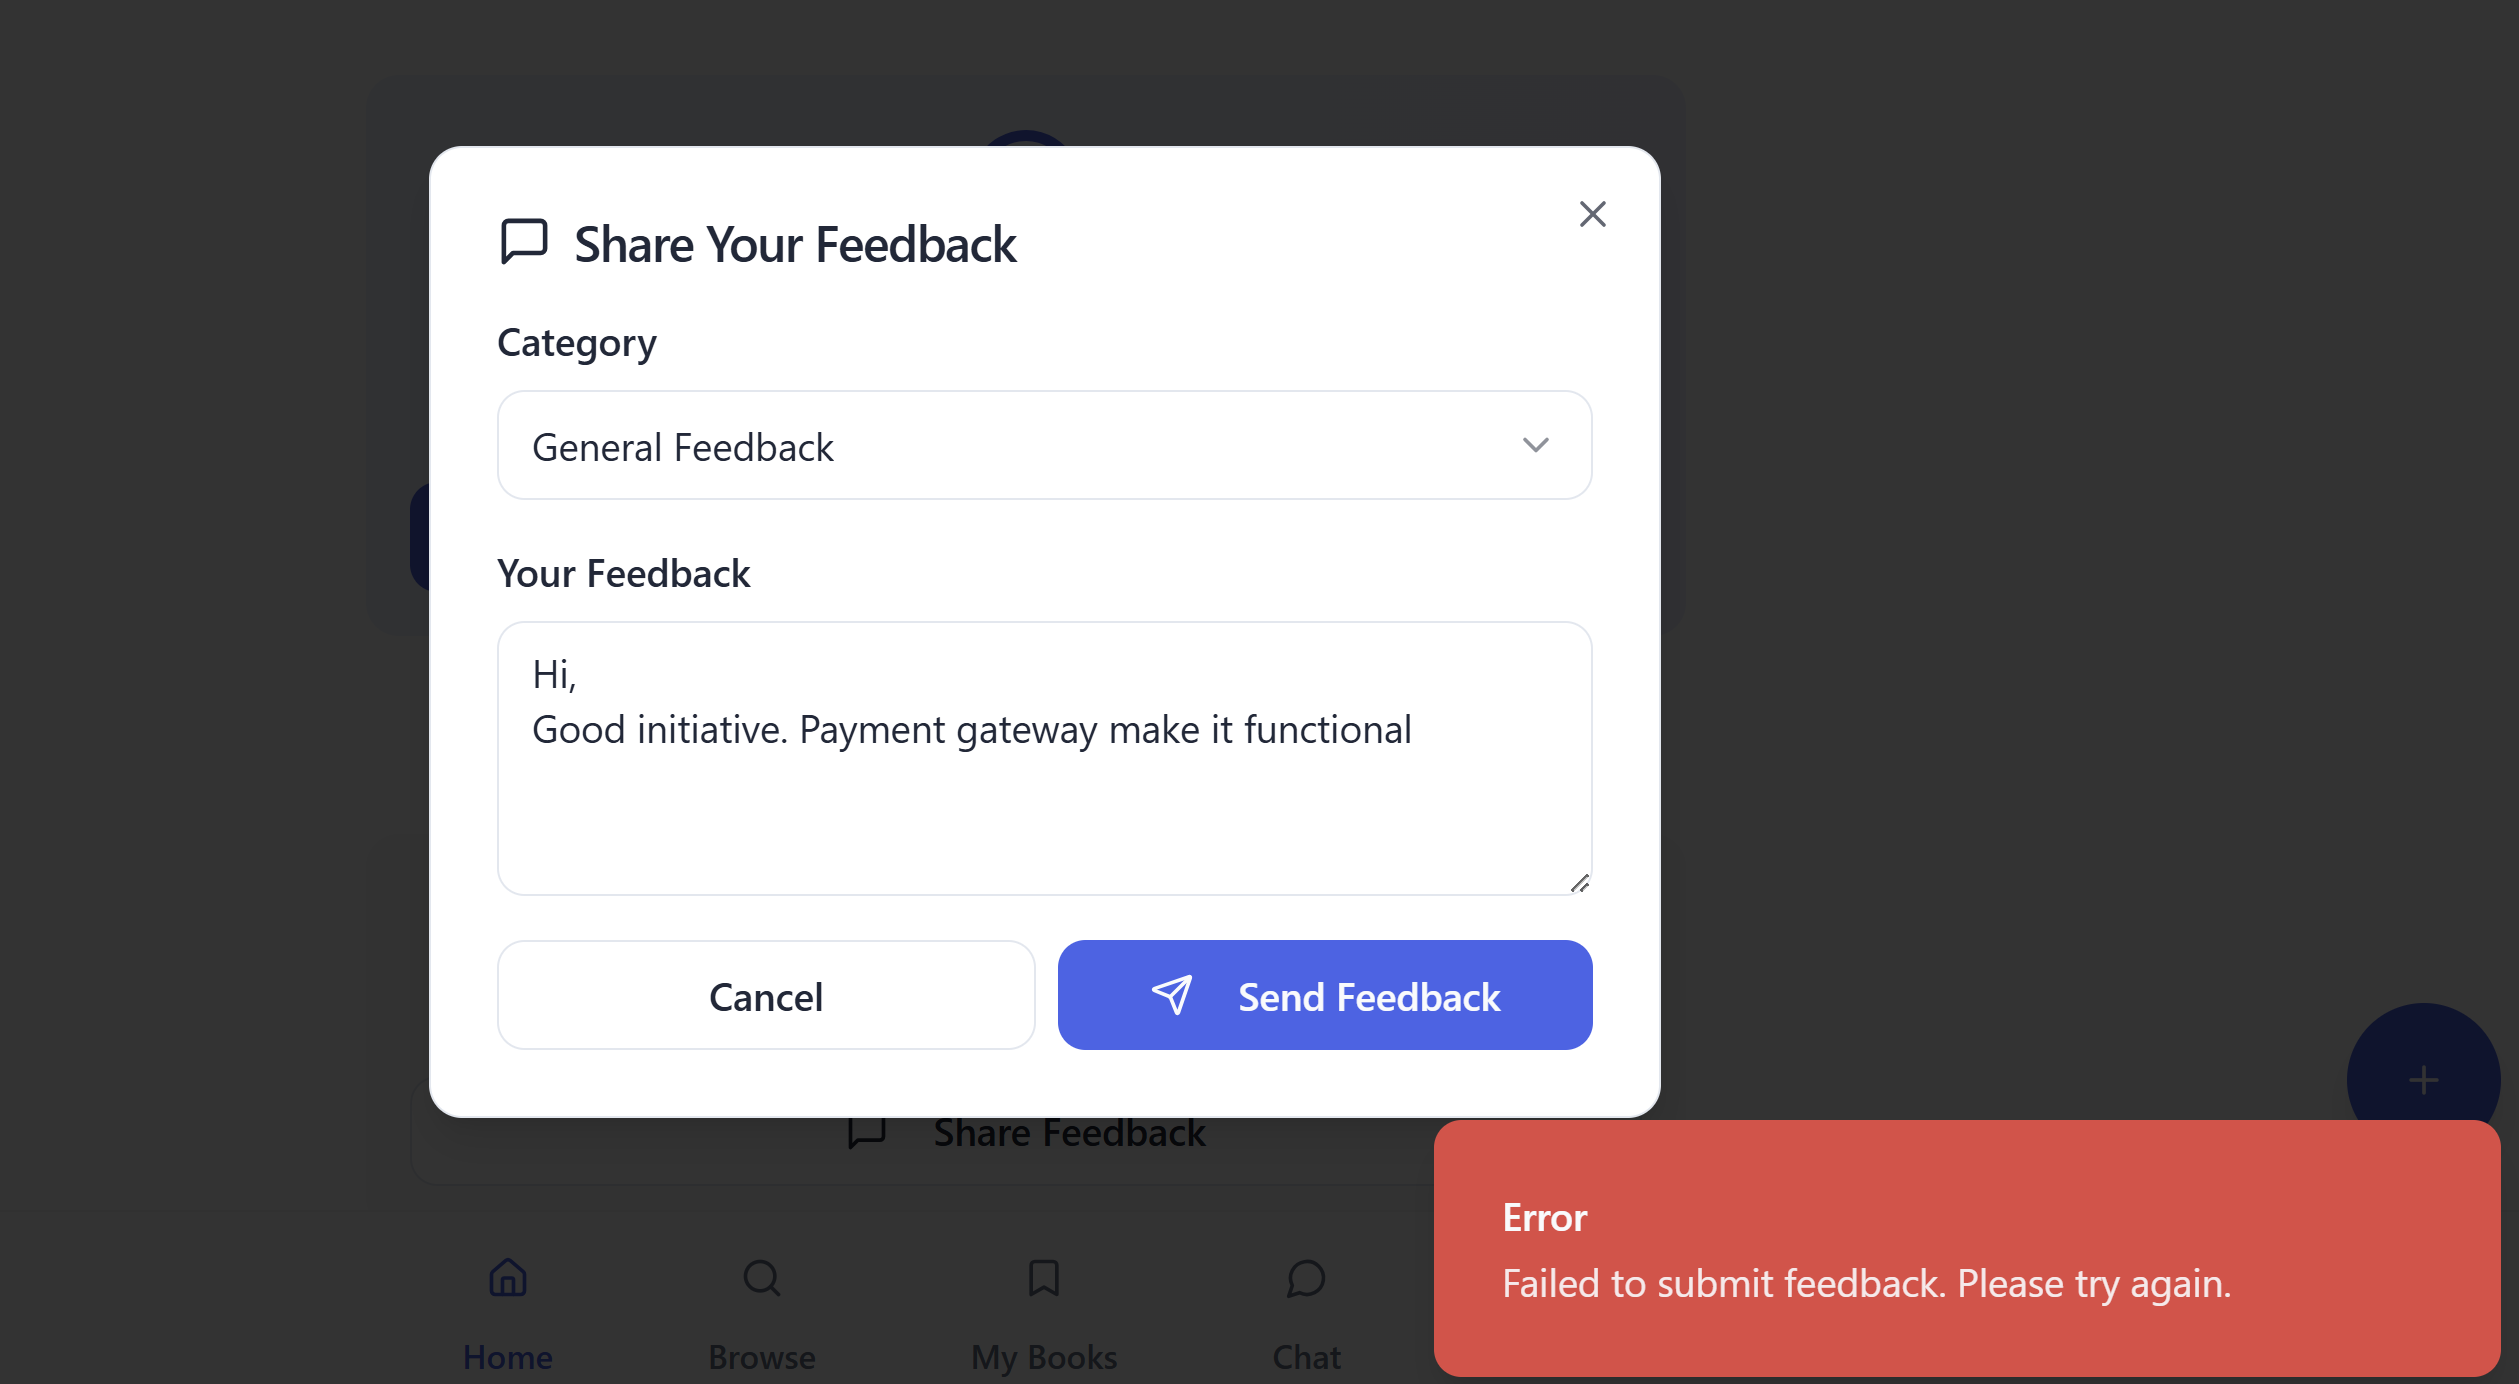 Share Your Feedback
Category
General Feedback
Your Feedback
Hi,
Good initiative. Payment gateway make it functional
Cancel
Send Feedback
Share Feedback
Error
Failed to submit feedback. Please try again.
Home
Browse
My Books
Chat